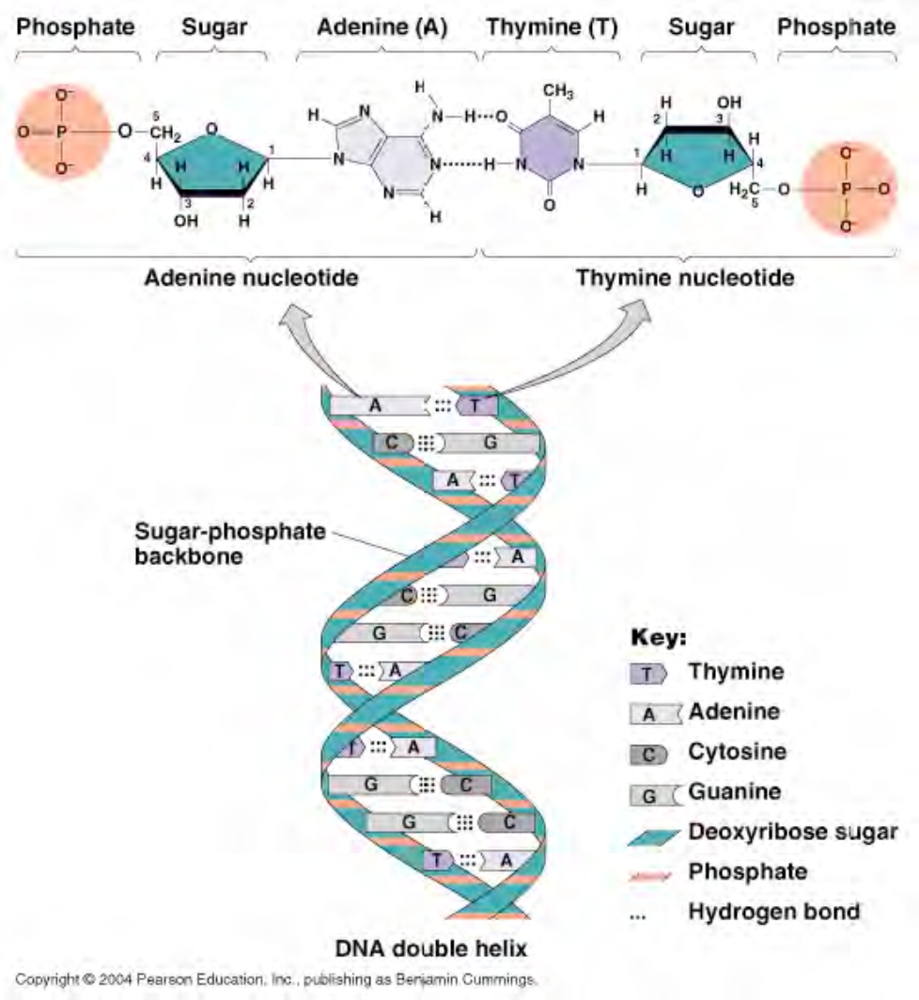 Phosphate Sugar Adenine (A) Thymine (T) Sugar Phosphate
O⁻ H CH₃ H OH O⁻
O P O⁻ O 5 CH₂ O 4 1 H N N H O H 2 3 H 4
H H H H 3 2 OH H N N N H H N N O 1 H H H O H₂C 5 O P O O⁻
Adenine nucleotide Thymine nucleotide
A T
C G
A T
Sugar-phosphate
backbone
A
C G
G C
T A
T A
G C
G C
T A
Key:
T Thymine
A Adenine
C Cytosine
G Guanine
Deoxyribose sugar
Phosphate
Hydrogen bond
DNA double helix
Copyright © 2004 Pearson Education, Inc., publishing as Benjamin Cummings.